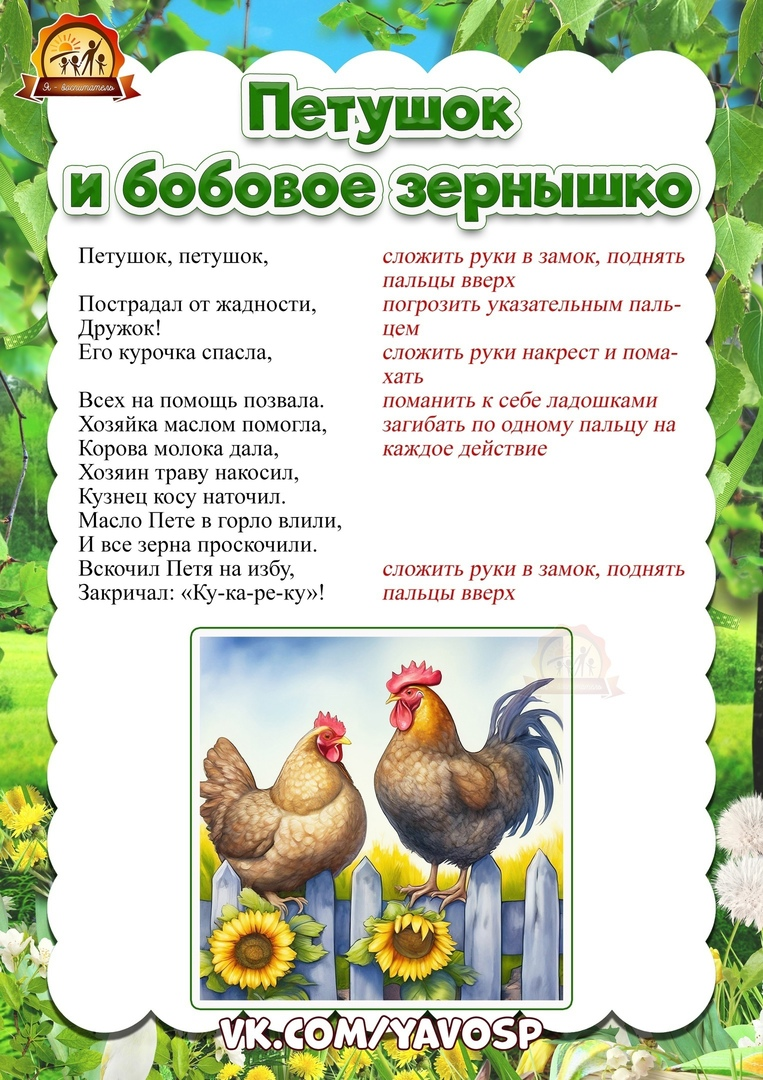 Я - воспитатель
Петушок
и бобовое зернышко
Петушок, петушок,
сложить руки в замок, поднять
пальцы вверх
Пострадал от жадности,
погрозить указательным паль-
Дружок!
цем
Его курочка спасла,
сложить руки накрест и пома-
хать
Всех на помощь позвала.
поманить к себе ладошками
Хозяйка маслом помогла,
загибать по одному пальцу на
Корова молока дала,
каждое действие
Хозяин траву накосил,
Кузнец косу наточил.
Масло Пете в горло влили,
И все зерна проскочили.
Вскочил Петя на избу,
сложить руки в замок, поднять
Закричал: «Ку-ка-ре-ку»!
пальцы вверх
VK.COM/YAVOSP